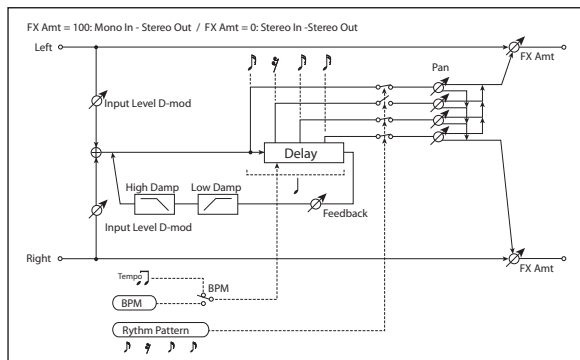 FX Amt = 100: Mono In - Stereo Out / FX Amt = 0: Stereo In -Stereo Out
Left
FX Amt
Pan
Input Level D-mod
Delay
High Damp
Low Damp
Feedback
Input Level D-mod
Right
FX Amt
Tempo
BPM
BPM
Rythm Pattern